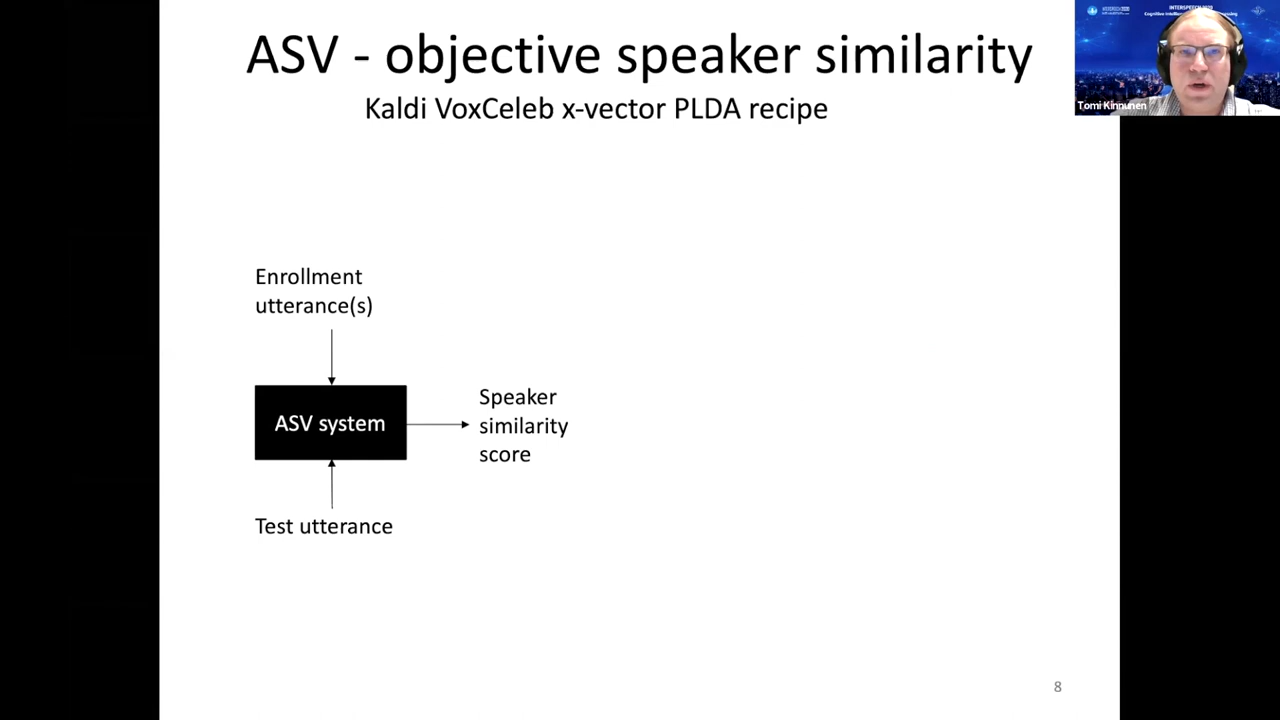 ASV - objective speaker similarity
Kaldi VoxCeleb x-vector PLDA recipe
INTERSPEECH 2020
Tomi Kinnunen
Enrollment
utterance(s)
ASV system
Speaker
similarity
score
Test utterance
8